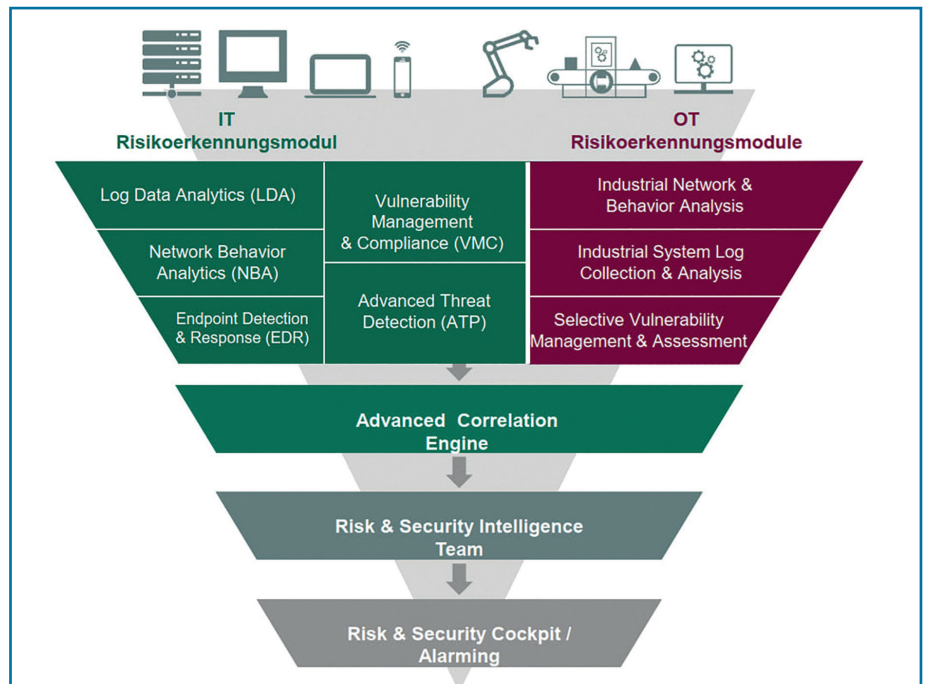 IT
Risikoerkennungsmodul
OT
Risikoerkennungsmodule
Log Data Analytics (LDA)
Network Behavior
Analytics (NBA)
Endpoint Detection
& Response (EDR)
Vulnerability
Management
& Compliance (VMC)
Advanced Threat
Detection (ATP)
Industrial Network &
Behavior Analysis
Industrial System Log
Collection & Analysis
Selective Vulnerability
Management & Assessment
Advanced Correlation
Engine
Risk & Security Intelligence
Team
Risk & Security Cockpit /
Alarming